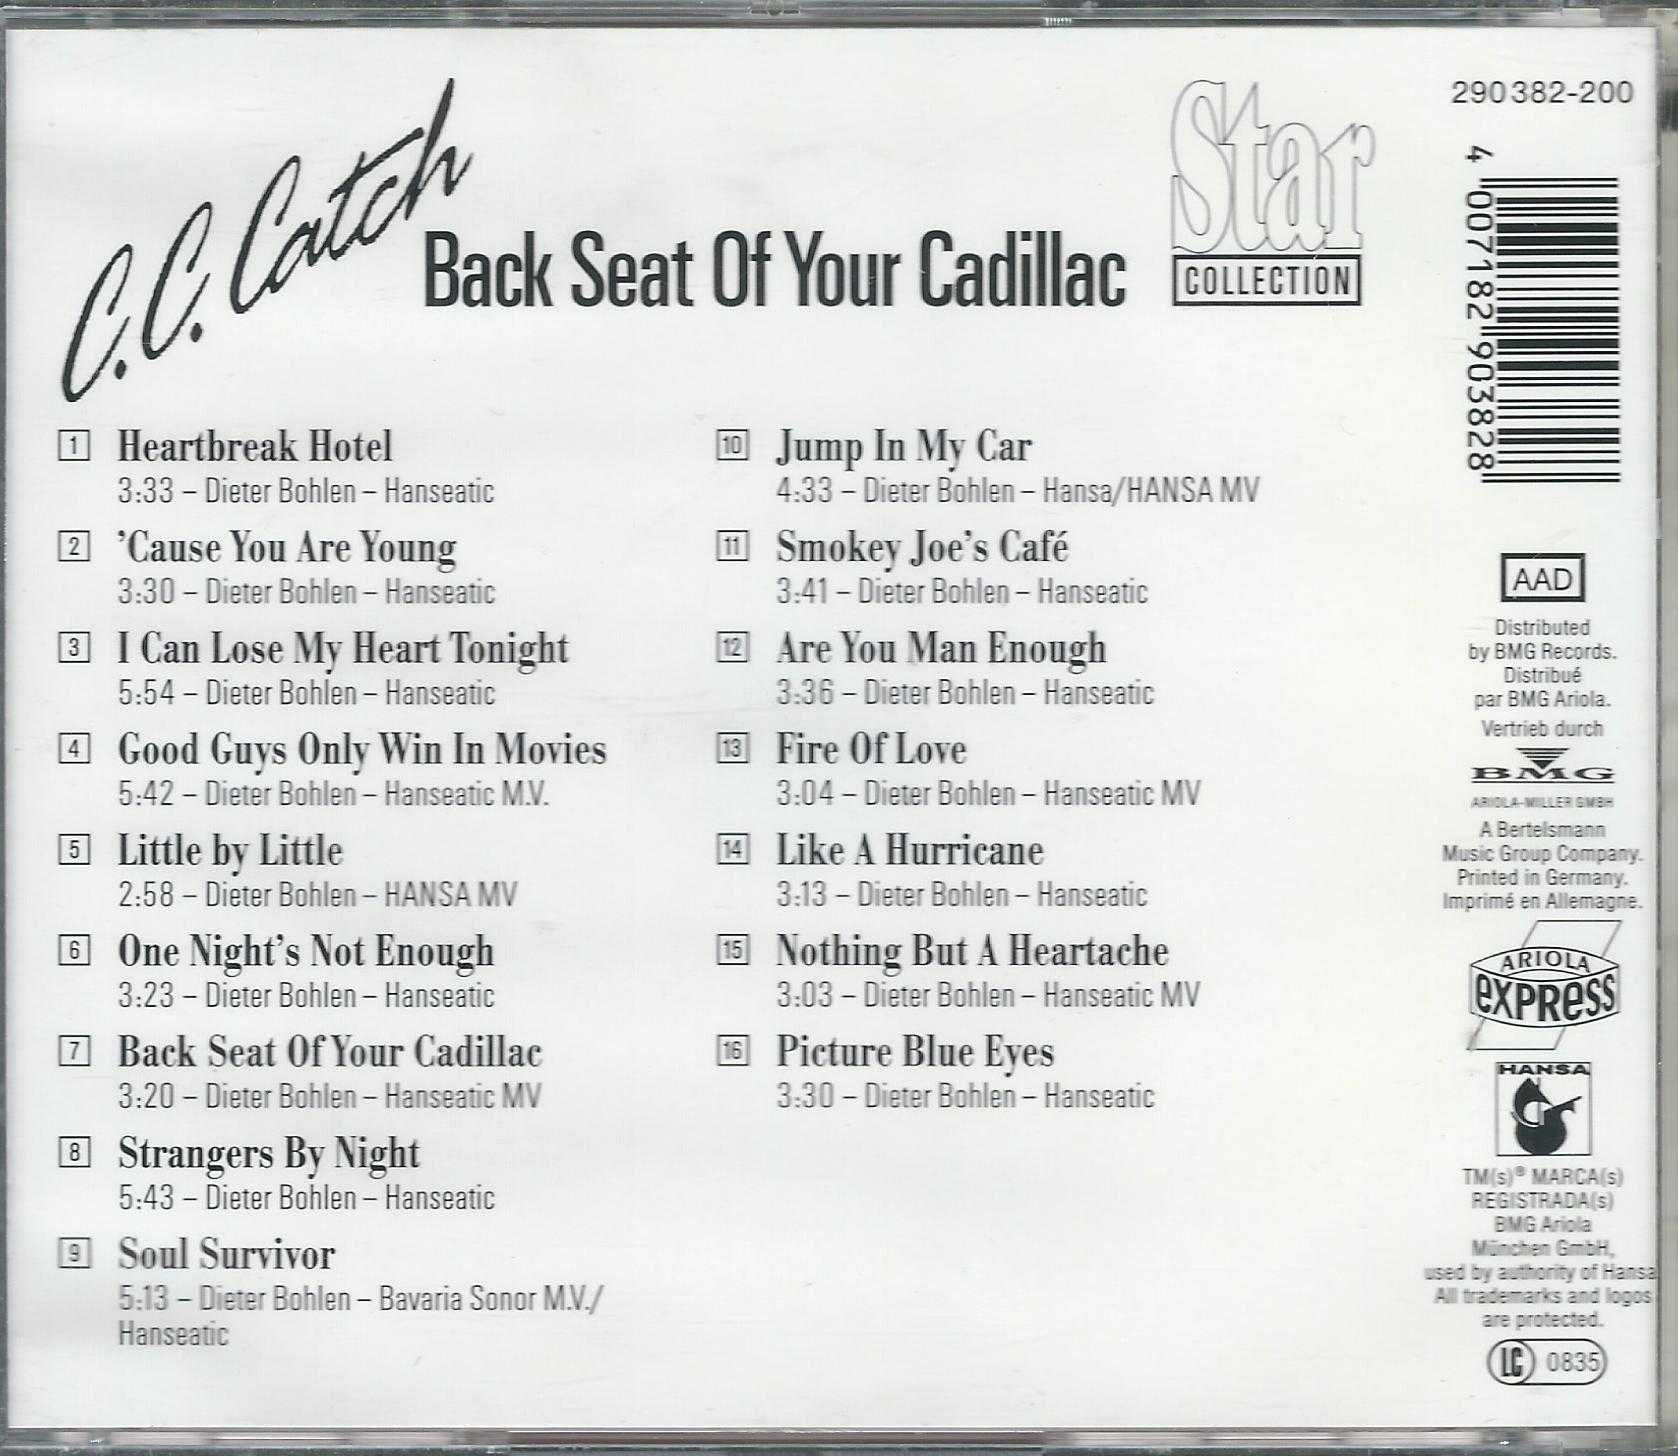 C.C. Catch
Back Seat Of Your Cadillac
Star
COLLECTION
290 382-200
4 007182 903828
1 Heartbreak Hotel
3:33 – Dieter Bohlen – Hanseatic
2 ’Cause You Are Young
3:30 – Dieter Bohlen – Hanseatic
3 I Can Lose My Heart Tonight
5:54 – Dieter Bohlen – Hanseatic
4 Good Guys Only Win In Movies
5:42 – Dieter Bohlen – Hanseatic M.V.
5 Little by Little
2:58 – Dieter Bohlen – HANSA MV
6 One Night’s Not Enough
3:23 – Dieter Bohlen – Hanseatic
7 Back Seat Of Your Cadillac
3:20 – Dieter Bohlen – Hanseatic MV
8 Strangers By Night
5:43 – Dieter Bohlen – Hanseatic
9 Soul Survivor
5:13 – Dieter Bohlen – Bavaria Sonor M.V./
Hanseatic
10 Jump In My Car
4:33 – Dieter Bohlen – Hansa/HANSA MV
11 Smokey Joe’s Café
3:41 – Dieter Bohlen – Hanseatic
12 Are You Man Enough
3:36 – Dieter Bohlen – Hanseatic
13 Fire Of Love
3:04 – Dieter Bohlen – Hanseatic MV
14 Like A Hurricane
3:13 – Dieter Bohlen – Hanseatic
15 Nothing But A Heartache
3:03 – Dieter Bohlen – Hanseatic MV
16 Picture Blue Eyes
3:30 – Dieter Bohlen – Hanseatic
AAD
Distributed
by BMG Records.
Distribué
par BMG Ariola.
Vertrieb durch
BMG
ARIOLA-MILLER GMBH
A Bertelsmann
Music Group Company.
Printed in Germany.
Imprimé en Allemagne.
ARIOLA
EXPRESS
HANSA
TM(s)® MARCA(s)
REGISTRADA(s)
BMG Ariola
München GmbH,
used by authority of Hansa
All trademarks and logos
are protected.
LC 0835